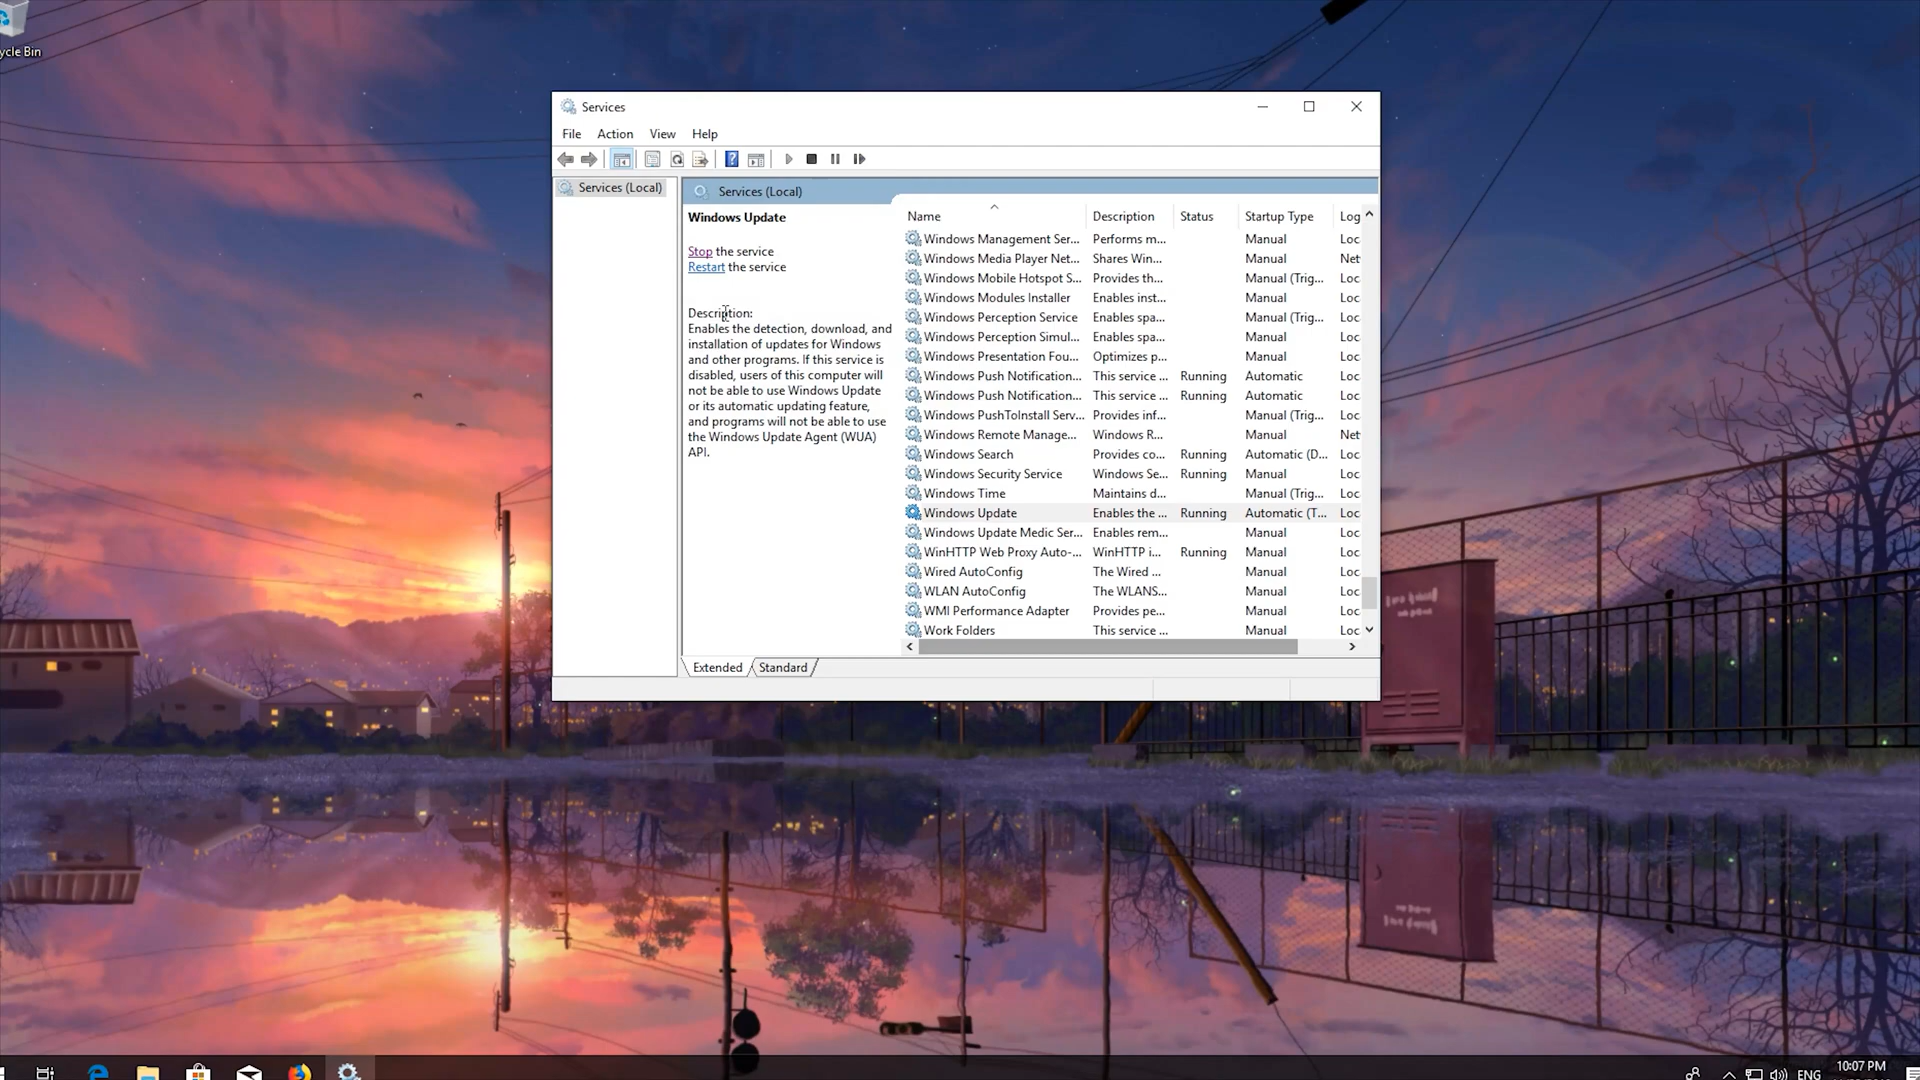 ycle Bin
Services
File Action View Help
Services (Local)
Services (Local)
Windows Update
Stop the service
Restart the service
Description:
Enables the detection, download, and
installation of updates for Windows
and other programs. If this service is
disabled, users of this computer will
not be able to use Windows Update
or its automatic updating feature,
and programs will not be able to use
the Windows Update Agent (WUA)
API.
Name Description Status Startup Type Log
Windows Management Ser... Performs m... Manual Loc
Windows Media Player Net... Shares Win... Manual Net
Windows Mobile Hotspot S... Provides th... Manual (Trig... Loc
Windows Modules Installer Enables inst... Manual Loc
Windows Perception Service Enables spa... Manual (Trig... Loc
Windows Perception Simul... Enables spa... Manual Loc
Windows Presentation Fou... Optimizes p... Manual Loc
Windows Push Notification... This service ... Running Automatic Loc
Windows Push Notification... This service ... Running Automatic Loc
Windows PushToInstall Serv... Provides inf... Manual (Trig... Loc
Windows Remote Manage... Windows R... Manual Net
Windows Search Provides co... Running Automatic (D... Loc
Windows Security Service Windows Se... Running Manual Loc
Windows Time Maintains d... Manual (Trig... Loc
Windows Update Enables the ... Running Automatic (T... Loc
Windows Update Medic Ser... Enables rem... Manual Loc
WinHTTP Web Proxy Auto-... WinHTTP i... Running Manual Loc
Wired AutoConfig The Wired ... Manual Loc
WLAN AutoConfig The WLANS... Manual Loc
WMI Performance Adapter Provides pe... Manual Loc
Work Folders This service ... Manual Loc
Extended Standard
ENG 10:07 PM